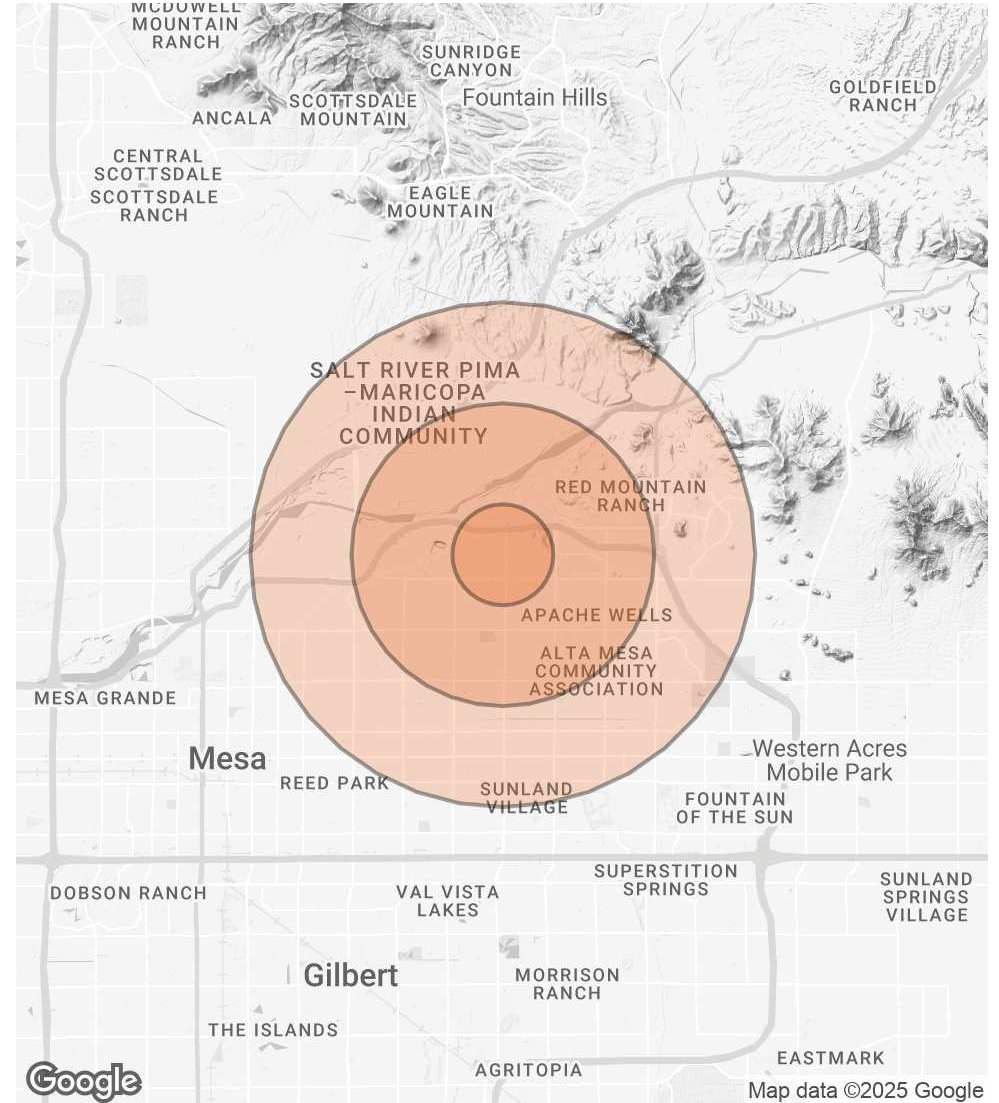 MCDOWELL
MOUNTAIN
RANCH
SUNRIDGE
CANYON
Fountain Hills
GOLDFIELD
RANCH
SCOTTSDALE
MOUNTAIN
ANCALA
CENTRAL
SCOTTSDALE
SCOTTSDALE
RANCH
EAGLE
MOUNTAIN
SALT RIVER PIMA
–MARICOPA
INDIAN
COMMUNITY
RED MOUNTAIN
RANCH
APACHE WELLS
ALTA MESA
COMMUNITY
ASSOCIATION
MESA GRANDE
Mesa
REED PARK
SUNLAND
VILLAGE
Western Acres
Mobile Park
FOUNTAIN
OF THE SUN
DOBSON RANCH
VAL VISTA
LAKES
SUPERSTITION
SPRINGS
SUNLAND
SPRINGS
VILLAGE
Gilbert
MORRISON
RANCH
THE ISLANDS
AGRITOPIA
EASTMARK
Google
Map data ©2025 Google